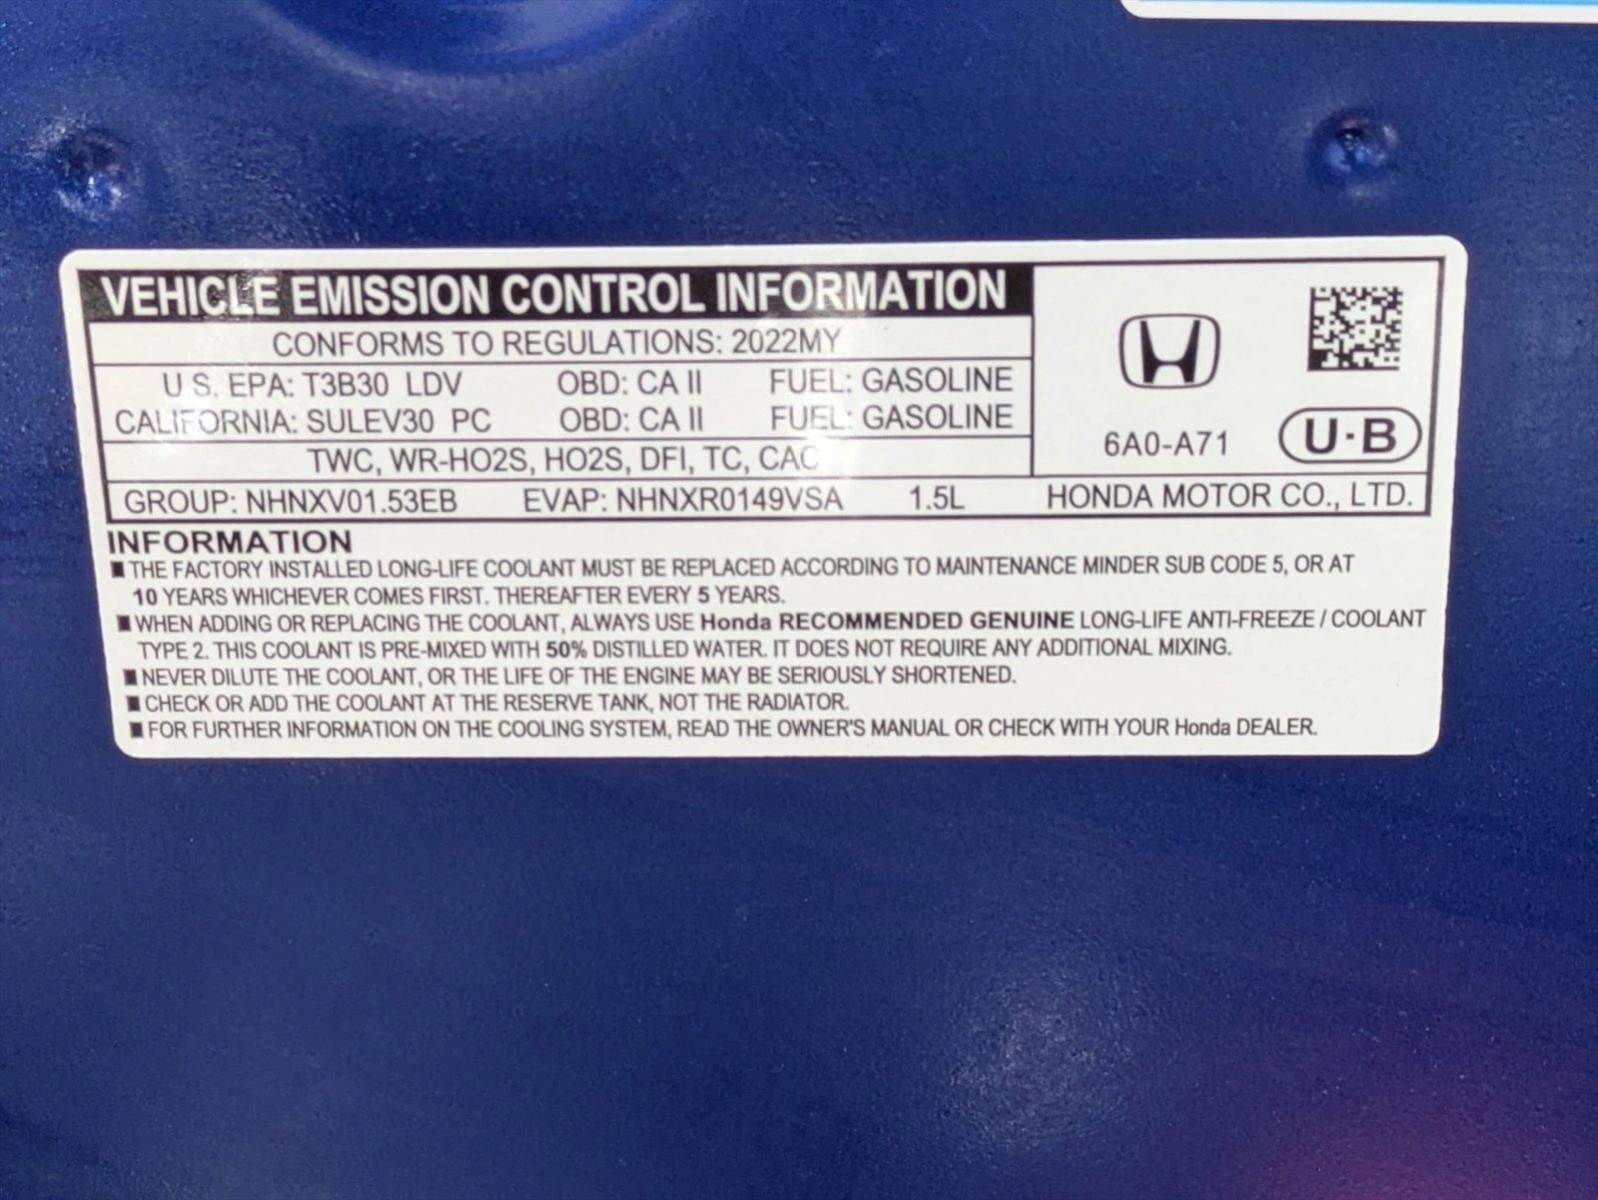 VEHICLE EMISSION CONTROL INFORMATION
CONFORMS TO REGULATIONS: 2022MY
U.S. EPA: T3B30 LDV OBD: CA II FUEL: GASOLINE
CALIFORNIA: SULEV30 PC OBD: CA II FUEL: GASOLINE
TWC, WR-HO2S, HO2S, DFI, TC, CAC
6A0-A71 U·B
GROUP: NHNXV01.53EB EVAP: NHNXR0149VSA 1.5L HONDA MOTOR CO., LTD.
INFORMATION
■ THE FACTORY INSTALLED LONG-LIFE COOLANT MUST BE REPLACED ACCORDING TO MAINTENANCE MINDER SUB CODE 5, OR AT
10 YEARS WHICHEVER COMES FIRST. THEREAFTER EVERY 5 YEARS.
■ WHEN ADDING OR REPLACING THE COOLANT, ALWAYS USE Honda RECOMMENDED GENUINE LONG-LIFE ANTI-FREEZE / COOLANT
TYPE 2. THIS COOLANT IS PRE-MIXED WITH 50% DISTILLED WATER. IT DOES NOT REQUIRE ANY ADDITIONAL MIXING.
■ NEVER DILUTE THE COOLANT, OR THE LIFE OF THE ENGINE MAY BE SERIOUSLY SHORTENED.
■ CHECK OR ADD THE COOLANT AT THE RESERVE TANK, NOT THE RADIATOR.
■ FOR FURTHER INFORMATION ON THE COOLING SYSTEM, READ THE OWNER'S MANUAL OR CHECK WITH YOUR Honda DEALER.